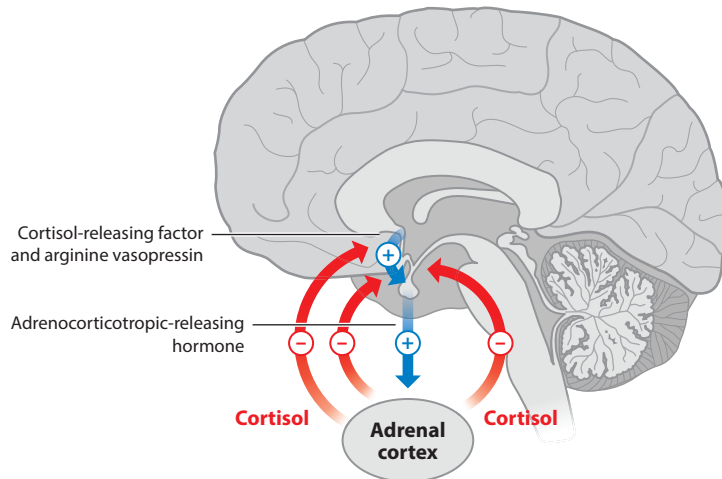 Cortisol-releasing factor
and arginine vasopressin
+
Adrenocorticotropic-releasing
hormone
− − + −
Cortisol
Cortisol
Adrenal
cortex